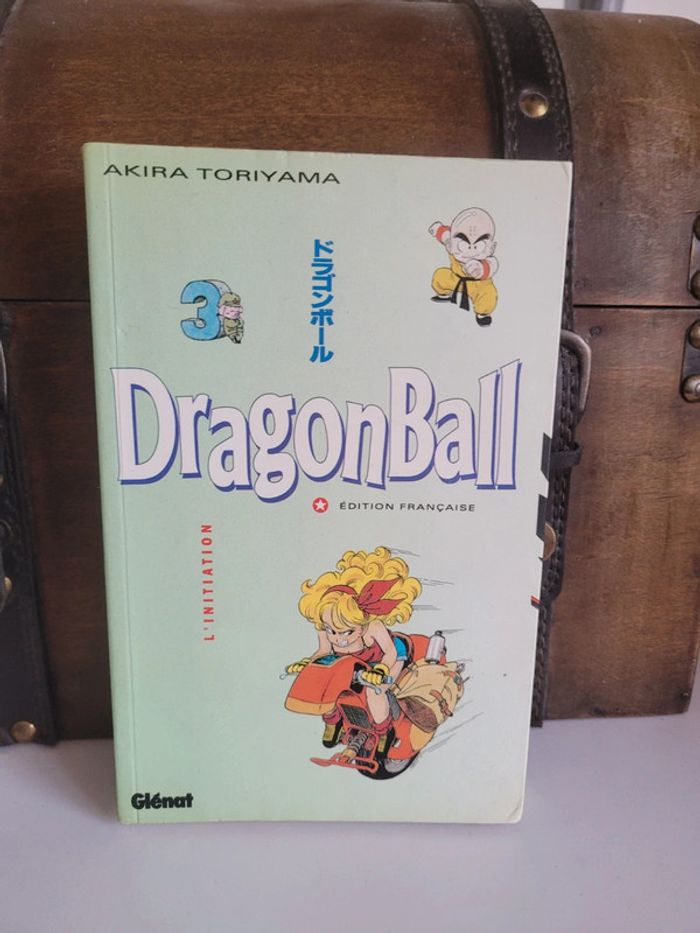 AKIRA TORIYAMA
3
ドラゴンボール
DragonBall
ÉDITION FRANÇAISE
L'INITIATION
Glénat